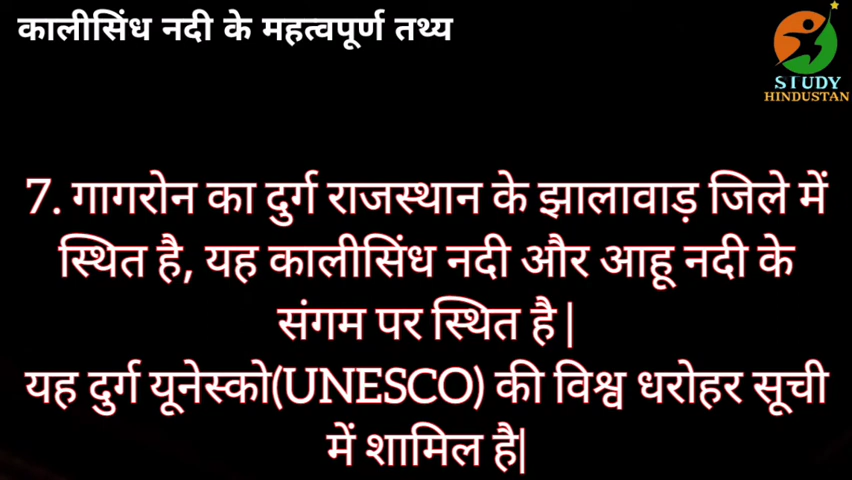 कालीसिंध नदी के महत्वपूर्ण तथ्य
STUDY
HINDUSTAN
7. गागरोन का दुर्ग राजस्थान के झालावाड़ जिले में
स्थित है, यह कालीसिंध नदी और आहू नदी के
संगम पर स्थित है|
यह दुर्ग यूनेस्को(UNESCO) की विश्व धरोहर सूची
में शामिल है|